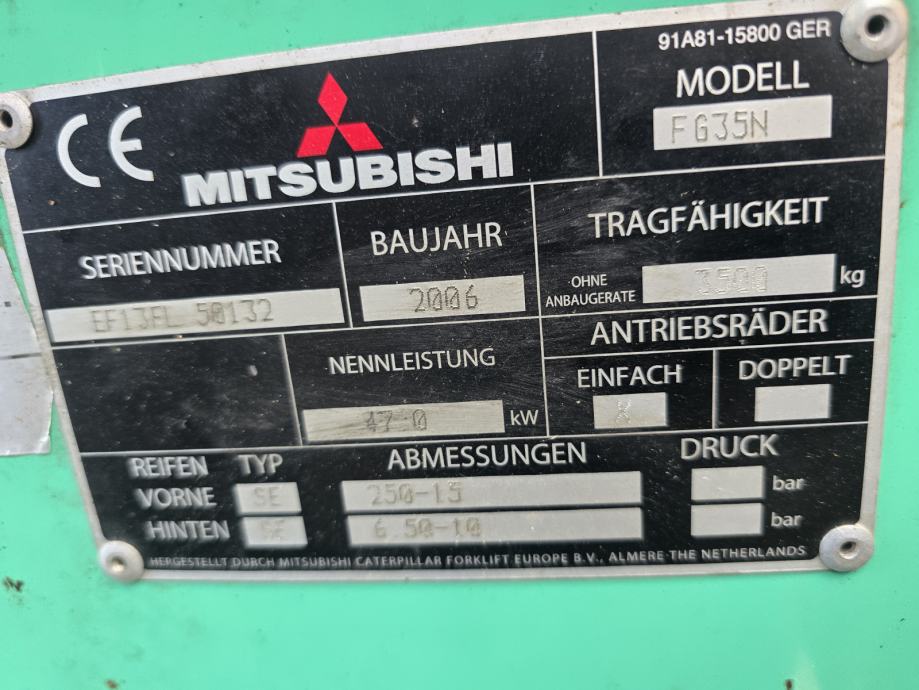 91A81-15800 GER
CE
MITSUBISHI
MODELL
FG35N
SERIENNUMMER
EF13FL 50132
BAUJAHR
2006
TRAGFÄHIGKEIT
OHNE
ANBAUGERATE
3500 kg
ANTRIEBSRÄDER
NENNLEISTUNG
47.0 kW
EINFACH
X
DOPPELT
REIFEN TYP ABMESSUNGEN DRUCK
VORNE SE 250-15 bar
HINTEN SE 6.50-10 bar
HERGESTELLT DURCH MITSUBISHI CATERPILLAR FORKLIFT EUROPE B.V., ALMERE THE NETHERLANDS